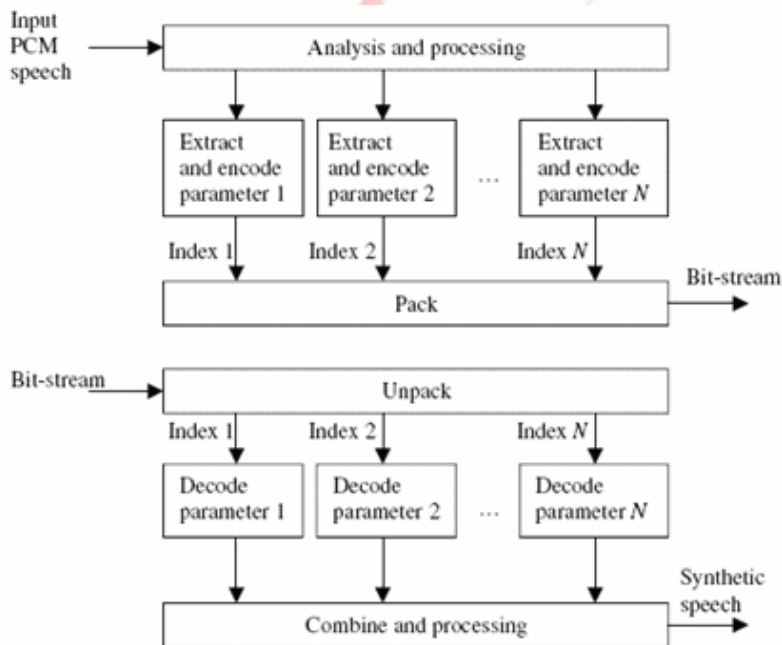 Input
PCM
speech
Analysis and processing
Extract
and encode
parameter 1
Extract
and encode
parameter 2
...
Extract
and encode
parameter N
Index 1
Index 2
Index N
Bit-stream
Pack
Bit-stream
Unpack
Index 1
Index 2
Index N
Decode
parameter 1
Decode
parameter 2
...
Decode
parameter N
Synthetic
speech
Combine and processing